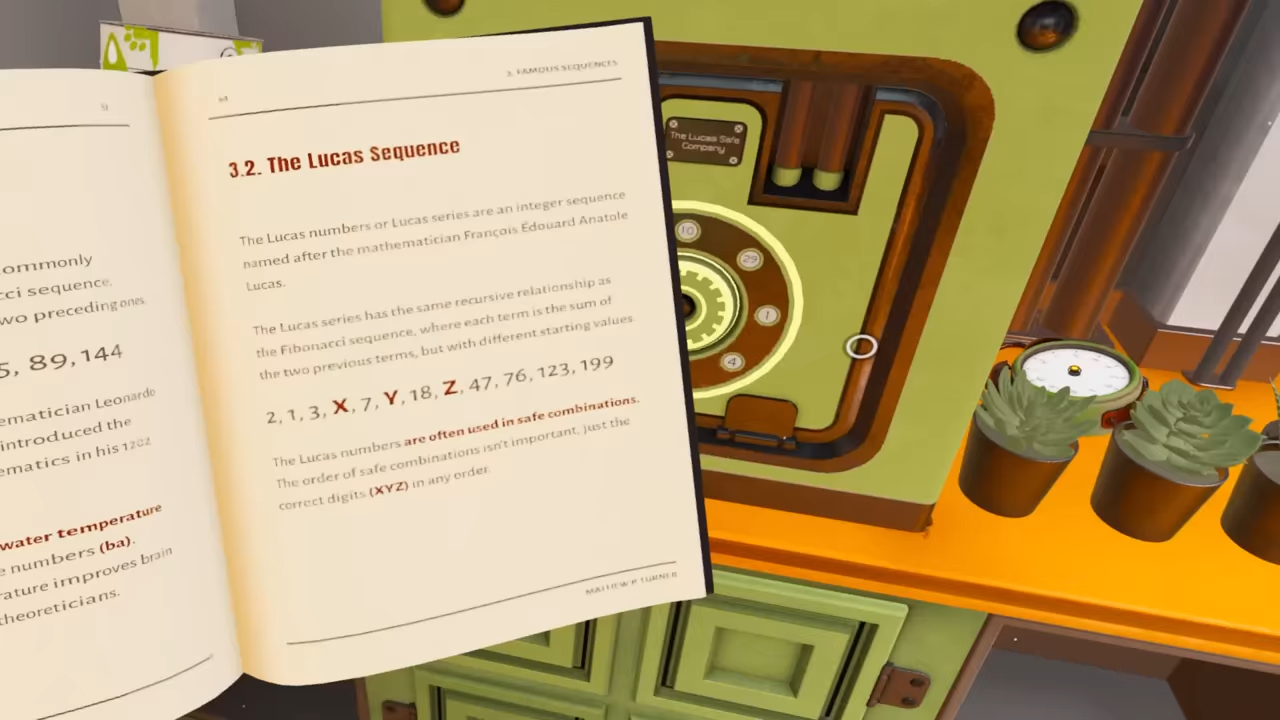 ommonly
cci sequence.
wo preceding ones.
5, 89, 144
ematician Leonardo
introduced the
ematics in his 1202
water temperature
e numbers (ba).
rature improves brain
theoreticians.
3. FAMOUS SEQUENCES
3.2. The Lucas Sequence
The Lucas numbers or Lucas series are an integer sequence
named after the mathematician François Édouard Anatole
Lucas.
The Lucas series has the same recursive relationship as
the Fibonacci sequence, where each term is the sum of
the two previous terms, but with different starting values.
2, 1, 3, X, 7, Y, 18, Z, 47, 76, 123, 199
The Lucas numbers are often used in safe combinations.
The order of safe combinations isn't important, just the
correct digits (XYZ) in any order.
MATHEW P. TURNER
The Lucas Safe
Company
10
29
1
4